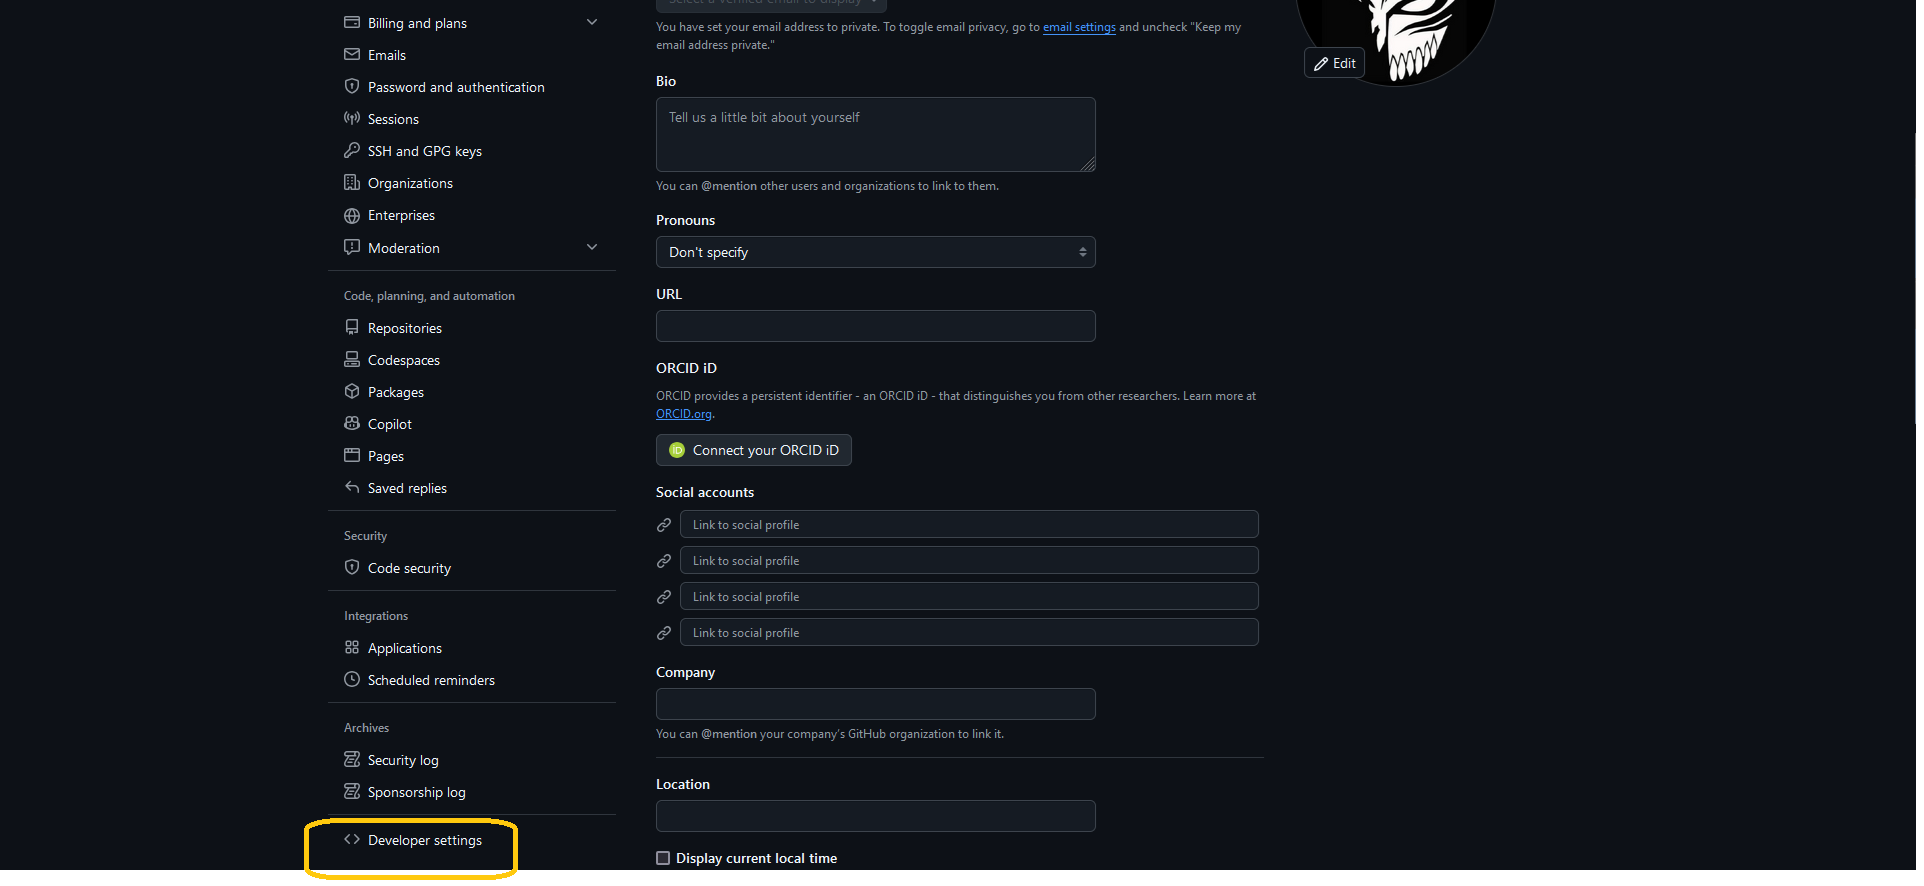 Billing and plans
Emails
Password and authentication
Sessions
SSH and GPG keys
Organizations
Enterprises
Moderation
Code, planning, and automation
Repositories
Codespaces
Packages
Copilot
Pages
Saved replies
Security
Code security
Integrations
Applications
Scheduled reminders
Archives
Security log
Sponsorship log
Developer settings
Select a verified email to display
You have set your email address to private. To toggle email privacy, go to email settings and uncheck "Keep my
email address private."
Bio
Tell us a little bit about yourself
You can @mention other users and organizations to link to them.
Pronouns
Don't specify
URL
ORCID iD
ORCID provides a persistent identifier - an ORCID iD - that distinguishes you from other researchers. Learn more at
ORCID.org.
iD Connect your ORCID iD
Social accounts
Link to social profile
Link to social profile
Link to social profile
Link to social profile
Company
You can @mention your company's GitHub organization to link it.
Location
Display current local time
Edit